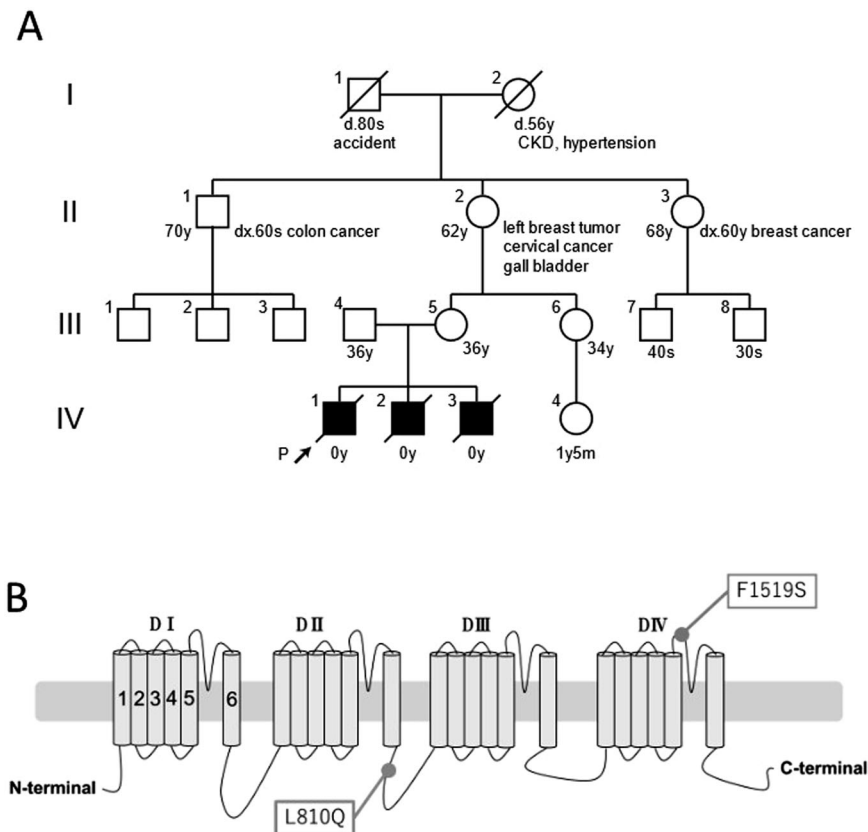 A
I
1
2
d.80s
accident
d.56y
CKD, hypertension
II
1
2
3
70y
dx.60s colon cancer
62y
left breast tumor
cervical cancer
gall bladder
68y
dx.60y breast cancer
III
1
2
3
4
5
6
7
8
36y
36y
34y
40s
30s
IV
1
2
3
4
P
0y
0y
0y
1y5m
B
F1519S
D I
D II
D III
D IV
1 2 3 4 5 6
N-terminal
C-terminal
L810Q